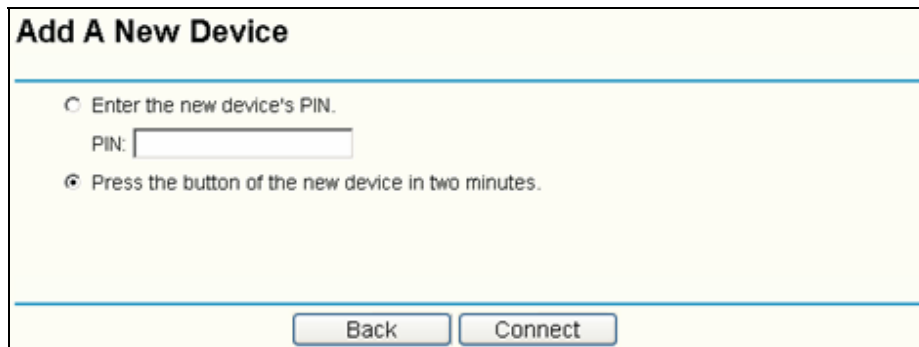 Add A New Device
Enter the new device's PIN.
PIN:
Press the button of the new device in two minutes.
Back Connect